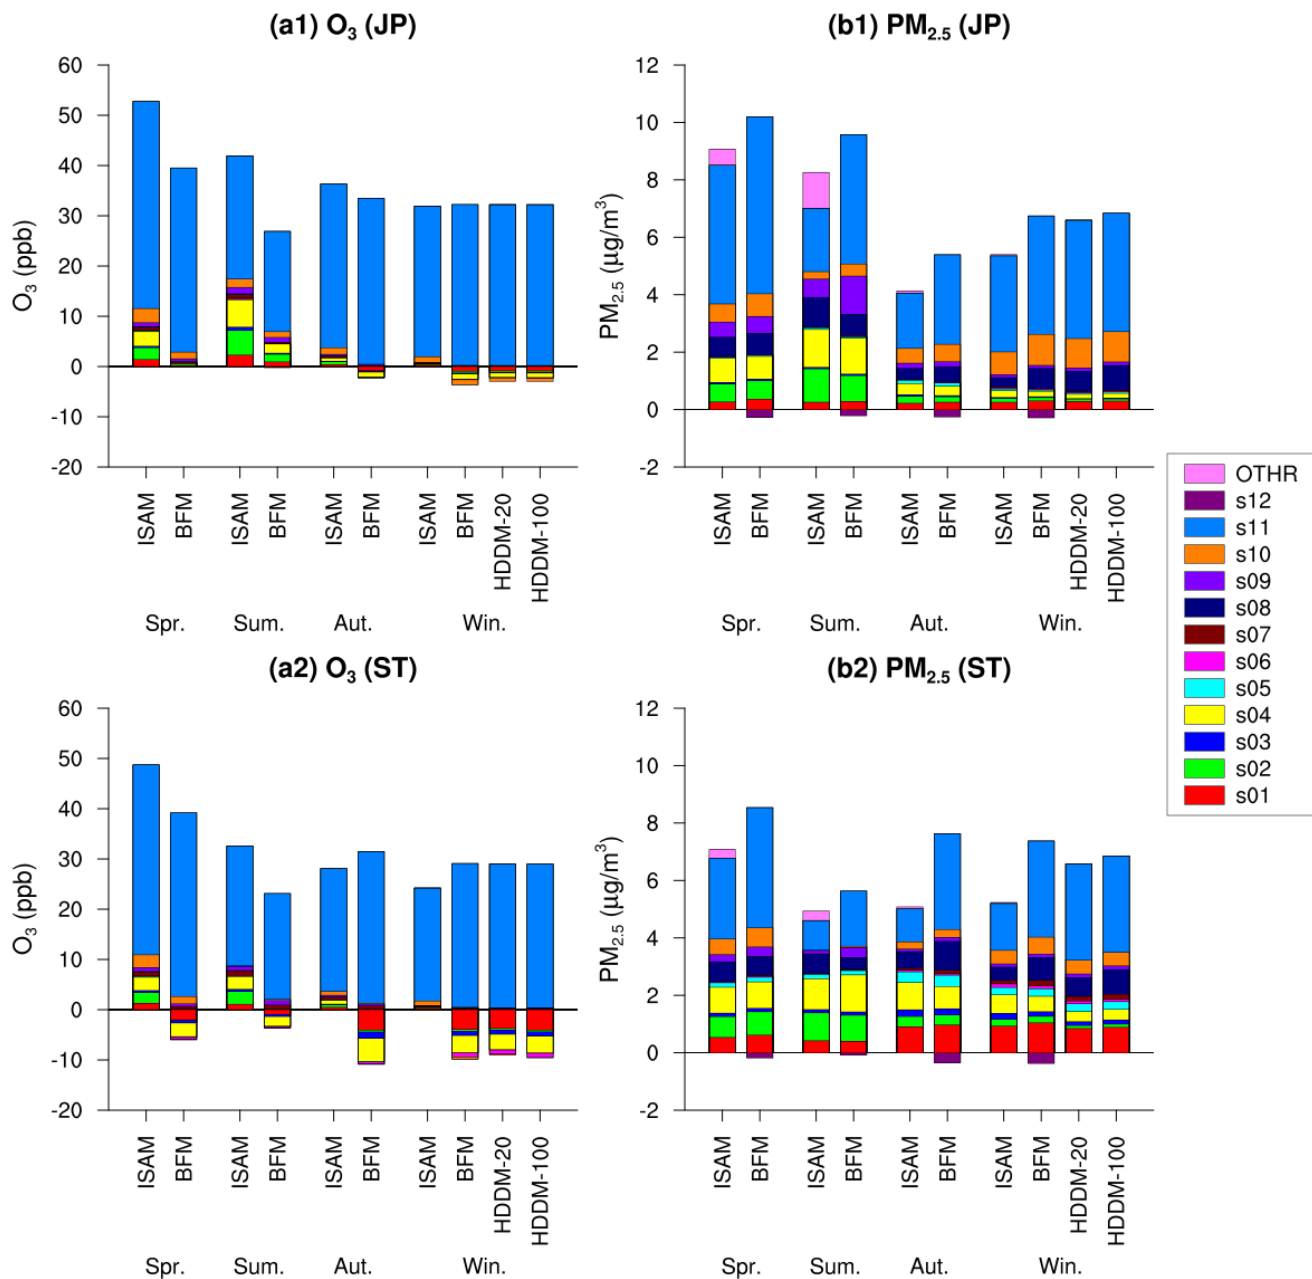 (a1) O3 (JP)
O3 (ppb)
60
50
40
30
20
10
0
-10
-20
ISAM
BFM
ISAM
BFM
ISAM
BFM
ISAM
BFM
HDDM-20
HDDM-100
Spr.
Sum.
Aut.
Win.
(b1) PM2.5 (JP)
PM2.5 (μg/m3)
12
10
8
6
4
2
0
-2
ISAM
BFM
ISAM
BFM
ISAM
BFM
ISAM
BFM
HDDM-20
HDDM-100
Spr.
Sum.
Aut.
Win.
(a2) O3 (ST)
O3 (ppb)
60
50
40
30
20
10
0
-10
-20
ISAM
BFM
ISAM
BFM
ISAM
BFM
ISAM
BFM
HDDM-20
HDDM-100
Spr.
Sum.
Aut.
Win.
(b2) PM2.5 (ST)
PM2.5 (μg/m3)
12
10
8
6
4
2
0
-2
ISAM
BFM
ISAM
BFM
ISAM
BFM
ISAM
BFM
HDDM-20
HDDM-100
Spr.
Sum.
Aut.
Win.
OTHR
s12
s11
s10
s09
s08
s07
s06
s05
s04
s03
s02
s01